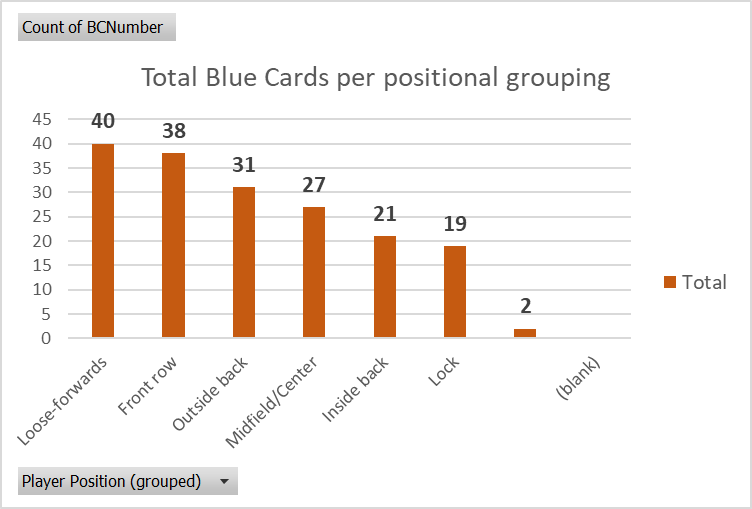 Count of BCNumber
Total Blue Cards per positional grouping
45
40
35
30
25
20
15
10
5
0
40
38
31
27
21
19
2
Loose-forwards
Front row
Outside back
Midfield/Center
Inside back
Lock
(blank)
Total
Player Position (grouped)